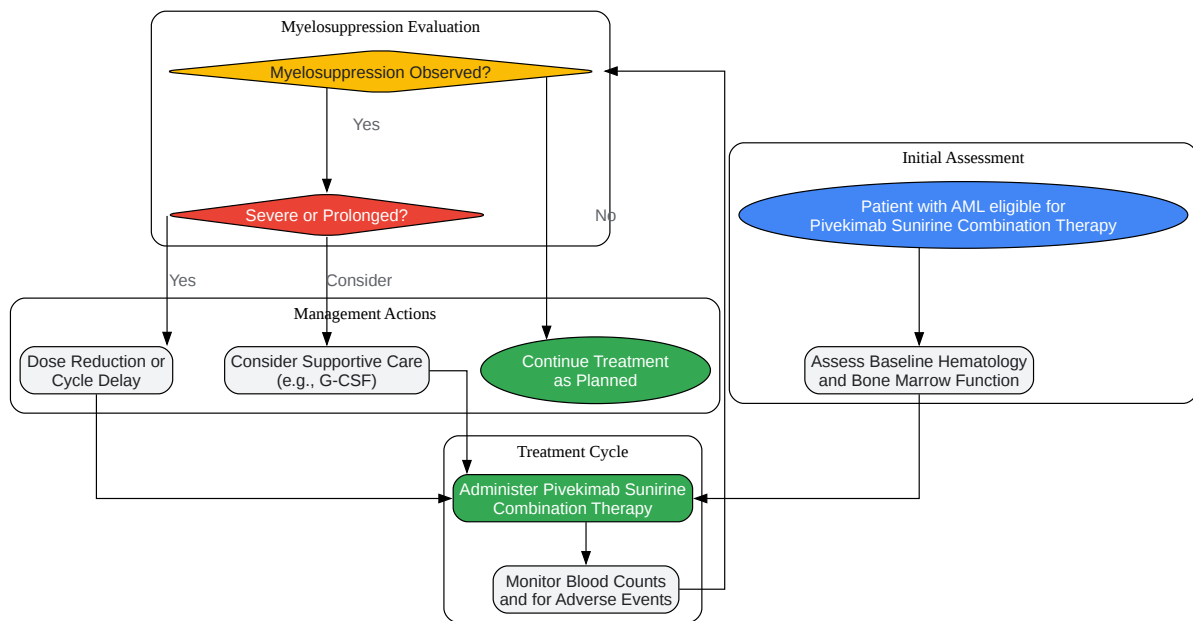 Myelosuppression Evaluation
Myelosuppression Observed?
Yes
Severe or Prolonged?
No
Yes
Consider
Initial Assessment
Patient with AML eligible for
Pivekimab Sunirine Combination Therapy
Assess Baseline Hematology
and Bone Marrow Function
Management Actions
Dose Reduction or
Cycle Delay
Consider Supportive Care
(e.g., G-CSF)
Continue Treatment
as Planned
Treatment Cycle
Administer Pivekimab Sunirine
Combination Therapy
Monitor Blood Counts
and for Adverse Events